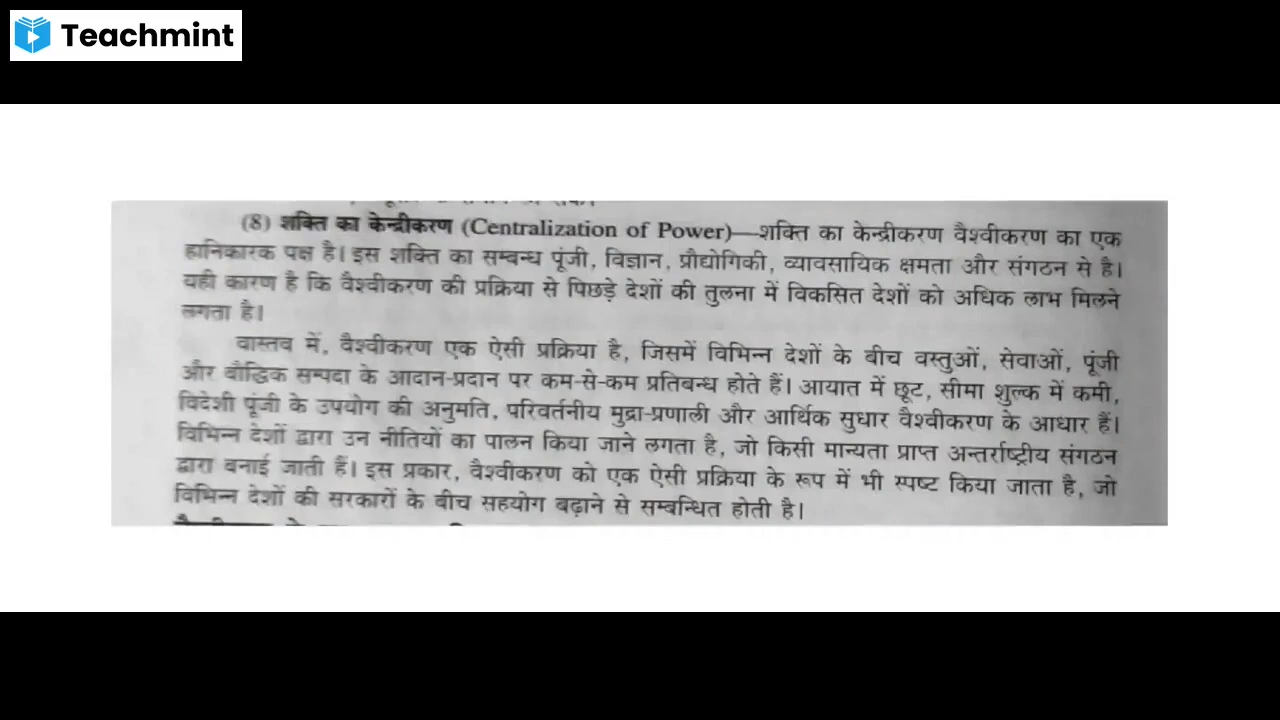 Teachmint
(8) शक्ति का केन्द्रीकरण (Centralization of Power)—शक्ति का केन्द्रीकरण वैश्वीकरण का एक
हानिकारक पक्ष है। इस शक्ति का सम्बन्ध पूंजी, विज्ञान, प्रौद्योगिकी, व्यावसायिक क्षमता और संगठन से है।
यही कारण है कि वैश्वीकरण की प्रक्रिया से पिछड़े देशों की तुलना में विकसित देशों को अधिक लाभ मिलने
लगता है।
वास्तव में, वैश्वीकरण एक ऐसी प्रक्रिया है, जिसमें विभिन्न देशों के बीच वस्तुओं, सेवाओं, पूंजी
और बौद्धिक सम्पदा के आदान-प्रदान पर कम-से-कम प्रतिबन्ध होते हैं। आयात में छूट, सीमा शुल्क में कमी,
विदेशी पूंजी के उपयोग की अनुमति, परिवर्तनीय मुद्रा-प्रणाली और आर्थिक सुधार वैश्वीकरण के आधार हैं।
विभिन्न देशों द्वारा उन नीतियों का पालन किया जाने लगता है, जो किसी मान्यता प्राप्त अन्तर्राष्ट्रीय संगठन
द्वारा बनाई जाती हैं। इस प्रकार, वैश्वीकरण को एक ऐसी प्रक्रिया के रूप में भी स्पष्ट किया जाता है, जो
विभिन्न देशों की सरकारों के बीच सहयोग बढ़ाने से सम्बन्धित होती है।